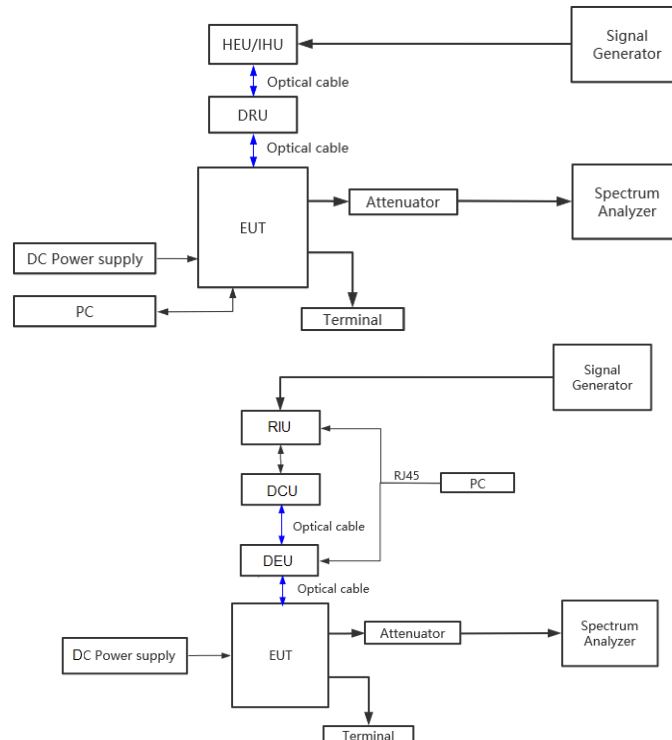 Signal
Generator
HEU/IHU
Optical cable
DRU
Optical cable
EUT
Attenuator
Spectrum
Analyzer
DC Power supply
PC
Terminal
Signal
Generator
RIU
RJ45
PC
DCU
Optical cable
DEU
Optical cable
EUT
Attenuator
Spectrum
Analyzer
DC Power supply
Terminal